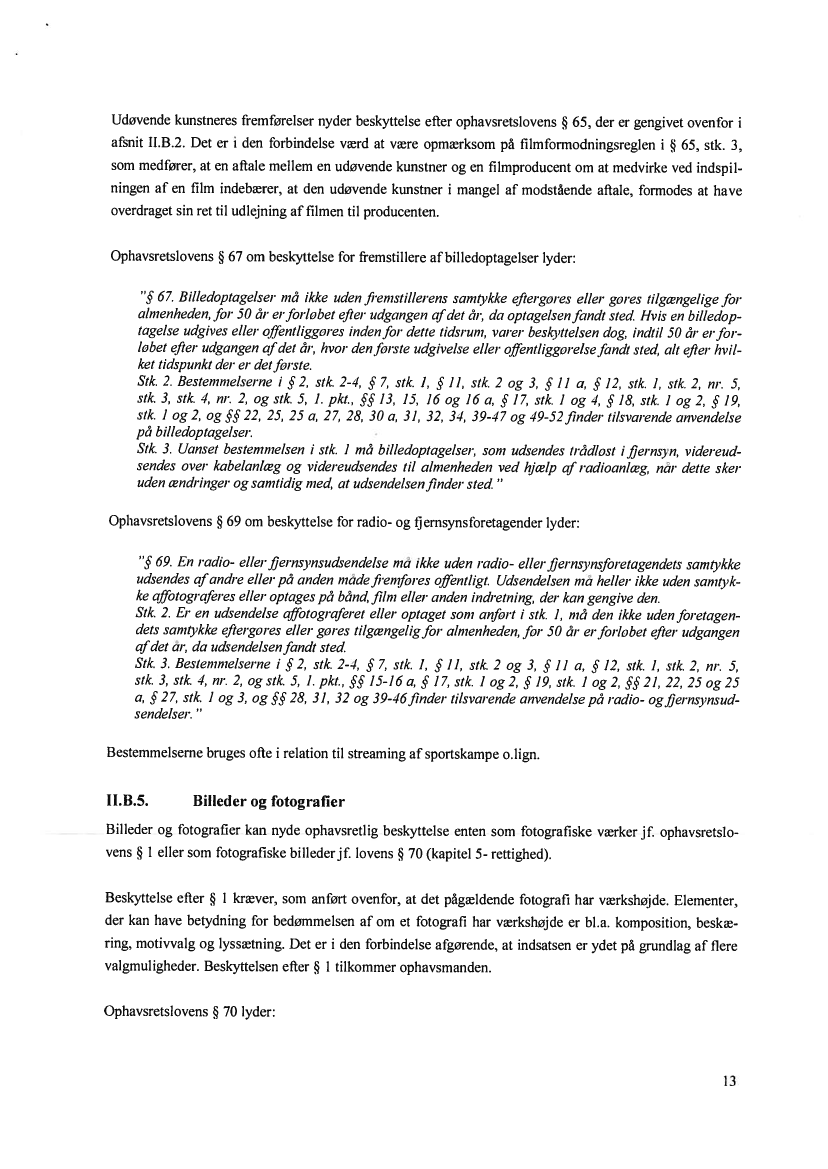 Udøvende kunstneres fremførelser nyder beskyttelse efter ophavsretslovens § 65, der er gengivet ovenfor i
afsnit II.B.2. Det er i den forbindelse værd at være opmærksom på filmformodningsreglen i § 65, stk. 3,
som medfører, at en aftale mellem en udøvende kunstner og en filmproducent om at medvirke ved indspil-
ningen af en film indebærer, at den udøvende kunstner i mangel af modstående aftale, formodes at have
overdraget sin ret til udlejning af filmen til producenten.
Ophavsretslovens § 67 om beskyttelse for fremstillere af billedoptagelser lyder:
"§ 67. Billedoptagelser må ikke uden fremstillerens samtykke eftergøres eller gøres tilgængelige for
almenheden, før 50 år er forløbet efter udgangen af det år, da optagelsen fandt sted. Hvis en billedop-
tagelse udgives eller offentliggøres inden for dette tidsrum, varer beskyttelsen dog, indtil 50 år er for-
løbet efter udgangen af det år, hvor den første udgivelse eller offentliggørelse fandt sted, alt efter hvil-
ket tidspunkt der er det første.
Stk. 2. Bestemmelserne i § 2, stk. 2-4, § 7, stk. 1, § 11, stk. 2 og 3, § 11 a, § 12, stk. 1, stk. 2, nr. 5,
stk. 3, stk. 4, nr. 2, og stk. 5, 1. pkt., §§ 13, 15, 16 og 16 a, § 17, stk. 1 og 4, § 18, stk. 1 og 2, § 19,
stk. 1 og 2, og §§ 22, 25, 25 a, 27, 28, 30 a, 31, 32, 34, 39-47 og 49-52 finder tilsvarende anvendelse
på billedoptagelser.
Stk. 3. Uanset bestemmelsen i stk. 1 må billedoptagelser, som udsendes trådløst i fjernsyn, videreud-
sendes over kabelanlæg og videreudsendes til almenheden ved hjælp af radioanlæg, når dette sker
uden ændringer og samtidig med, at udsendelsen finder sted."
Ophavsretslovens § 69 om beskyttelse for radio- og fjernsynsforetagender lyder:
"§ 69. En radio- eller fjernsynsudsendelse må ikke uden radio- eller fjernsynsforetagendets samtykke
udsendes af andre eller på anden måde fremføres offentligt. Udsendelsen må heller ikke uden samtyk-
ke affotograferes eller optages på bånd, film eller anden indretning, der kan gengive den.
Stk. 2. Er en udsendelse affotograferet eller optaget som anført i stk. 1, må den ikke uden foretagen-
dets samtykke eftergøres eller gøres tilgængelig for almenheden, før 50 år er forløbet efter udgangen
af det år, da udsendelsen fandt sted.
Stk. 3. Bestemmelserne i § 2, stk. 2-4, § 7, stk. 1, § 11, stk. 2 og 3, § 11 a, § 12, stk. 1, stk. 2, nr. 5,
stk. 3, stk. 4, nr. 2, og stk. 5, 1. pkt., §§ 15-16 a, § 17, stk. 1 og 2, § 19, stk. 1 og 2, §§ 21, 22, 25 og 25
a, § 27, stk. 1 og 3, og §§ 28, 31, 32 og 39-46 finder tilsvarende anvendelse på radio- og fjernsynsud-
sendelser."
Bestemmelserne bruges ofte i relation til streaming af sportskampe o.lign.
II.B.5. Billeder og fotografier
Billeder og fotografier kan nyde ophavsretlig beskyttelse enten som fotografiske værker jf. ophavsretslo-
vens § 1 eller som fotografiske billeder jf. lovens § 70 (kapitel 5- rettighed).
Beskyttelse efter § 1 kræver, som anført ovenfor, at det pågældende fotografi har værkshøjde. Elementer,
der kan have betydning for bedømmelsen af om et fotografi har værkshøjde er bl.a. komposition, beskæ-
ring, motivvalg og lyssætning. Det er i den forbindelse afgørende, at indsatsen er ydet på grundlag af flere
valgmuligheder. Beskyttelsen efter § 1 tilkommer ophavsmanden.
Ophavsretslovens § 70 lyder:
13